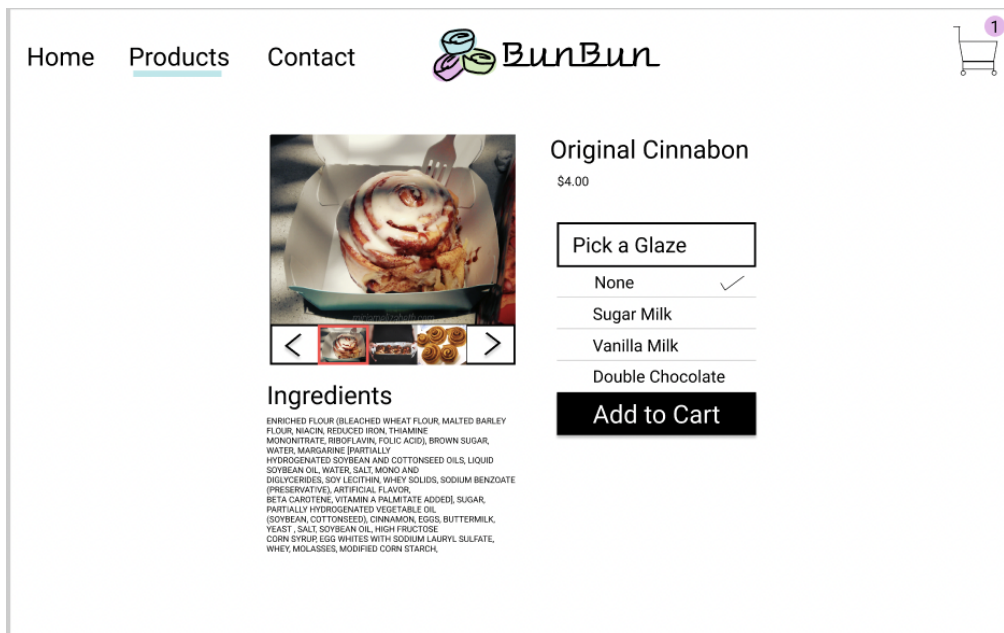 Home Products Contact BunBun 1
Original Cinnabon
$4.00
Pick a Glaze
None
Sugar Milk
Vanilla Milk
Double Chocolate
Add to Cart
miriamelizabeth.com
Ingredients
ENRICHED FLOUR (BLEACHED WHEAT FLOUR, MALTED BARLEY
FLOUR, NIACIN, REDUCED IRON, THIAMINE
MONONITRATE, RIBOFLAVIN, FOLIC ACID), BROWN SUGAR,
WATER, MARGARINE [PARTIALLY
HYDROGENATED SOYBEAN AND COTTONSEED OILS, LIQUID
SOYBEAN OIL, WATER, SALT, MONO AND
DIGLYCERIDES, SOY LECITHIN, WHEY SOLIDS, SODIUM BENZOATE
(PRESERVATIVE), ARTIFICIAL FLAVOR,
BETA CAROTENE, VITAMIN A PALMITATE ADDED], SUGAR,
PARTIALLY HYDROGENATED VEGETABLE OIL
(SOYBEAN, COTTONSEED), CINNAMON, EGGS, BUTTERMILK,
YEAST , SALT, SOYBEAN OIL, HIGH FRUCTOSE
CORN SYRUP, EGG WHITES WITH SODIUM LAURYL SULFATE,
WHEY, MOLASSES, MODIFIED CORN STARCH,